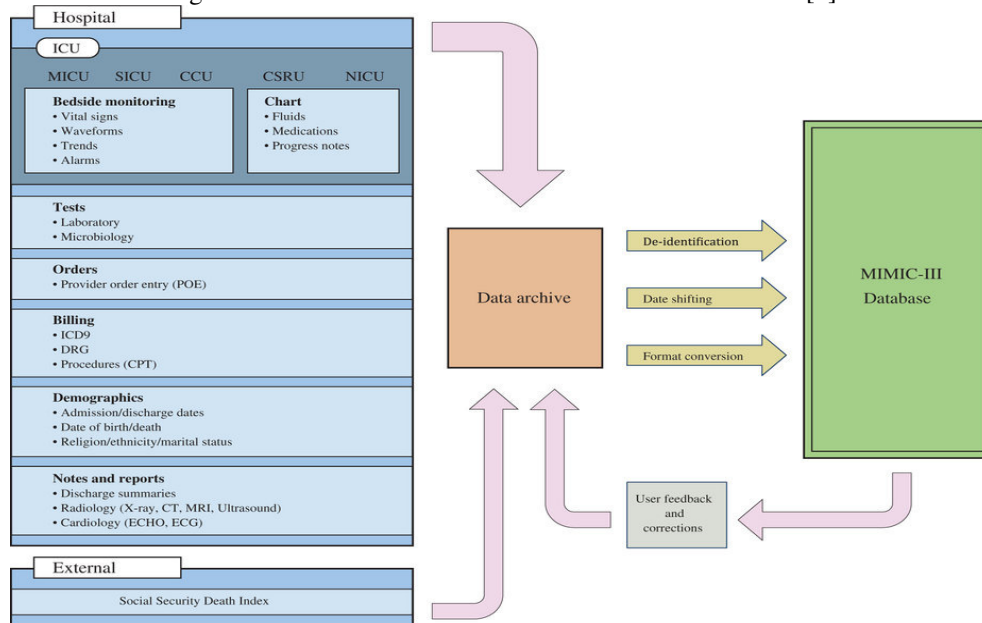 Hospital
ICU
MICU SICU CCU CSRU NICU
Bedside monitoring
• Vital signs
• Waveforms
• Trends
• Alarms
Chart
• Fluids
• Medications
• Progress notes
Tests
• Laboratory
• Microbiology
Orders
• Provider order entry (POE)
Billing
• ICD9
• DRG
• Procedures (CPT)
Demographics
• Admission/discharge dates
• Date of birth/death
• Religion/ethnicity/marital status
Notes and reports
• Discharge summaries
• Radiology (X-ray, CT, MRI, Ultrasound)
• Cardiology (ECHO, ECG)
External
Social Security Death Index
Data archive
De-identification
Date shifting
Format conversion
MIMIC-III
Database
User feedback
and
corrections